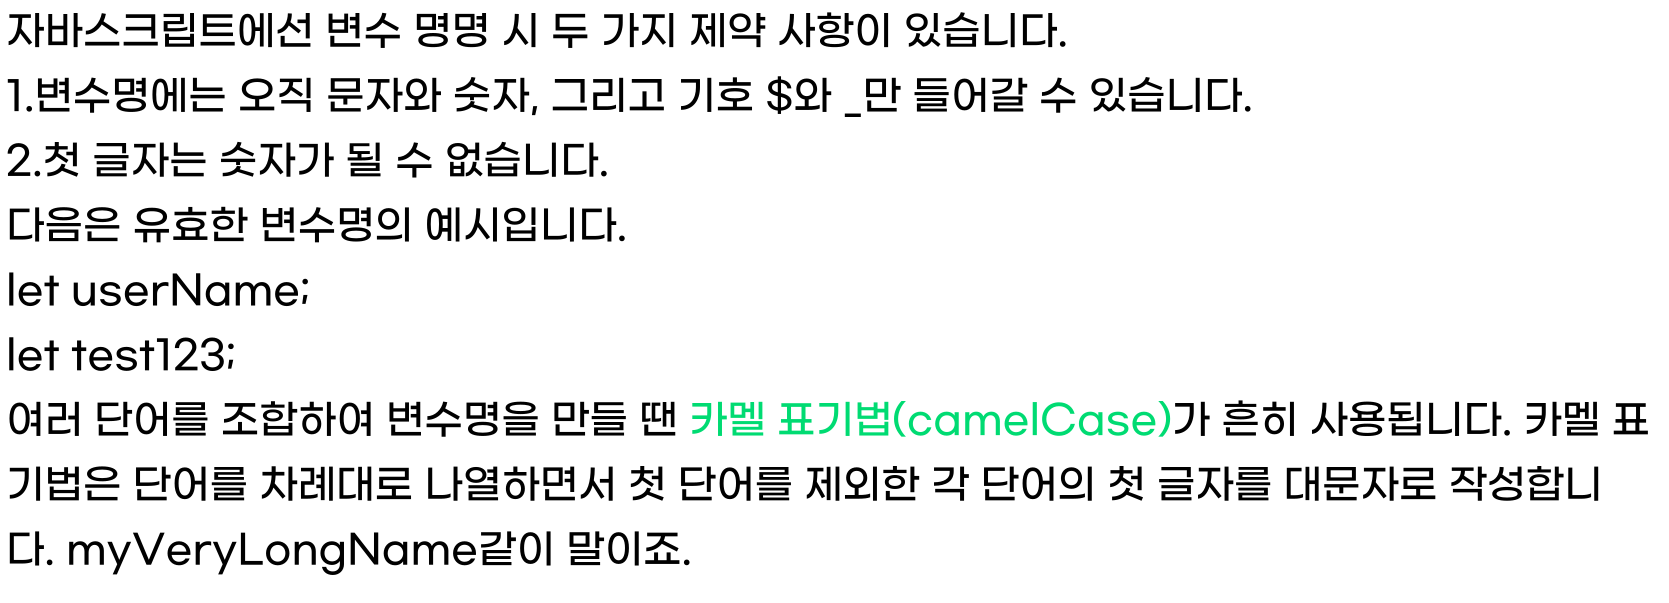 자바스크립트에선 변수 명명 시 두 가지 제약 사항이 있습니다.
1.변수명에는 오직 문자와 숫자, 그리고 기호 $와 _만 들어갈 수 있습니다.
2.첫 글자는 숫자가 될 수 없습니다.
다음은 유효한 변수명의 예시입니다.
let userName;
let test123;
여러 단어를 조합하여 변수명을 만들 땐 카멜 표기법(camelCase)가 흔히 사용됩니다. 카멜 표
기법은 단어를 차례대로 나열하면서 첫 단어를 제외한 각 단어의 첫 글자를 대문자로 작성합니
다. myVeryLongName같이 말이죠.